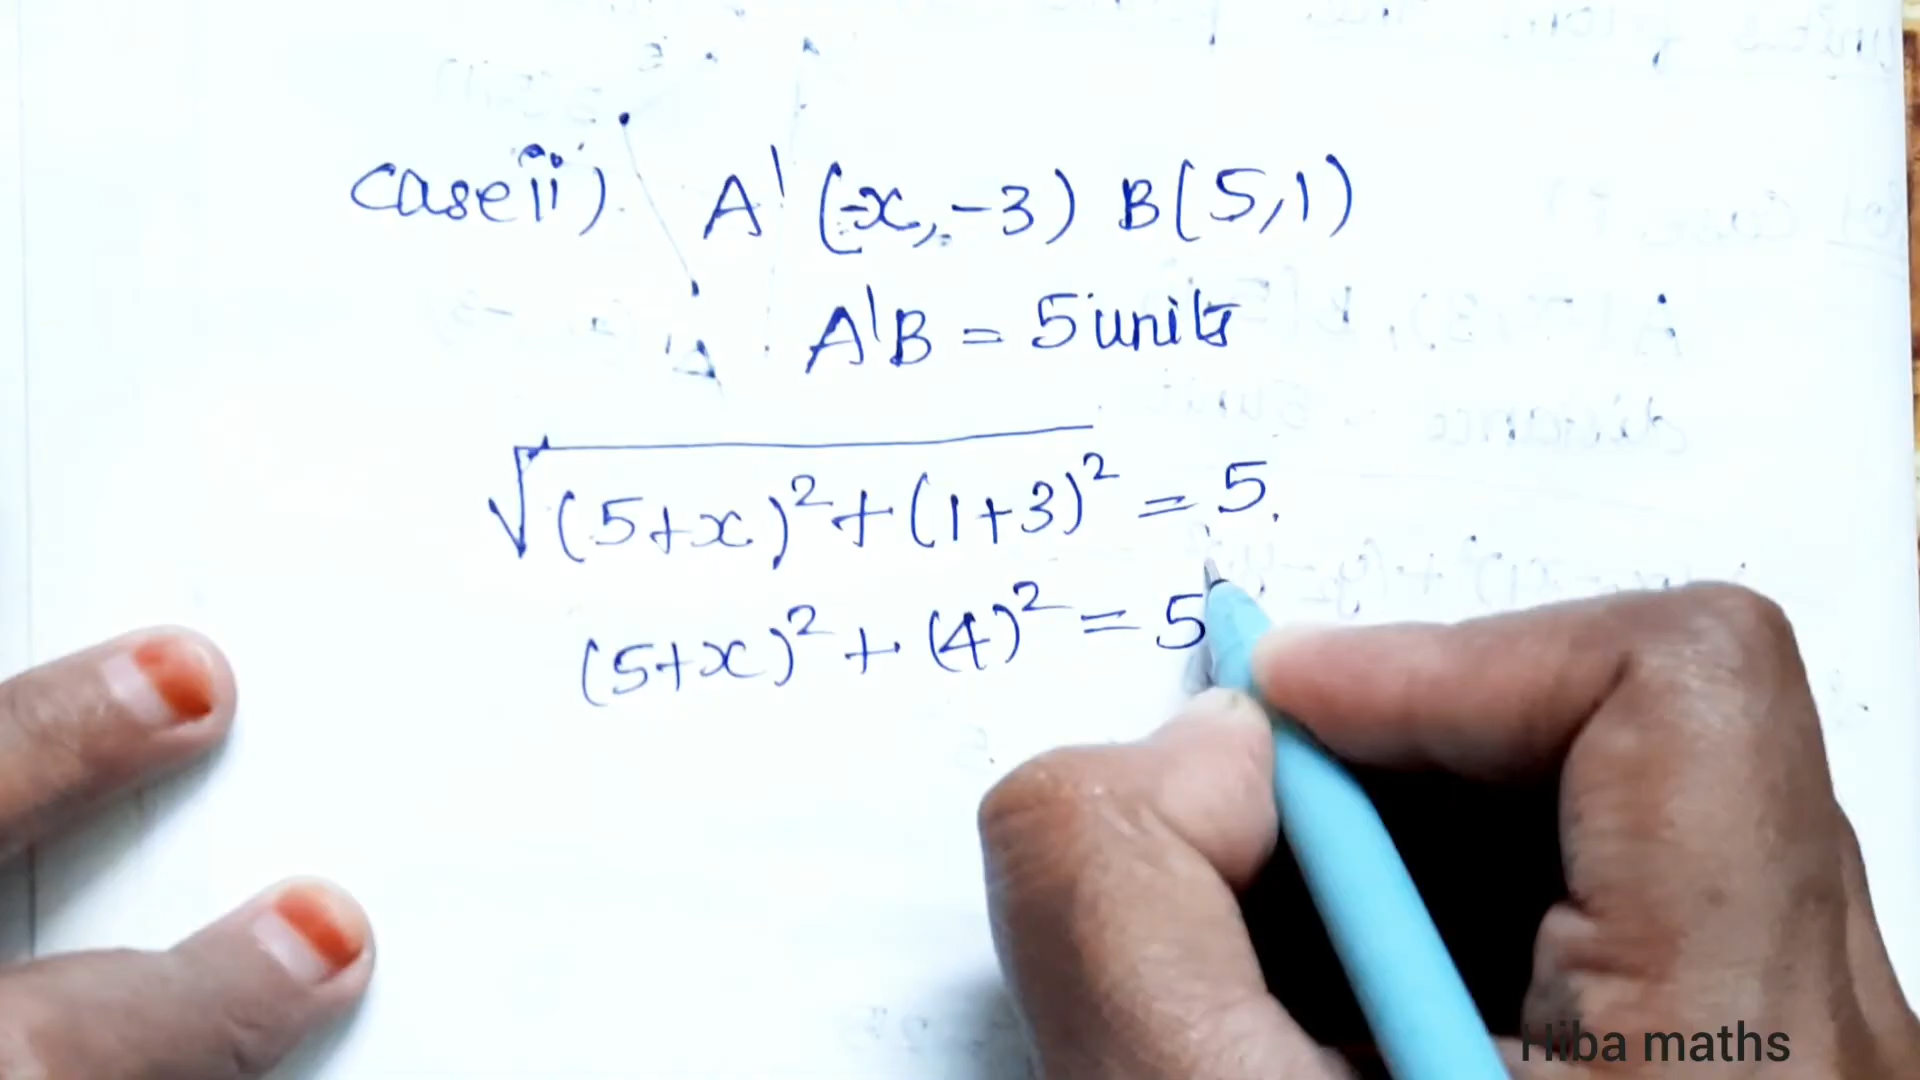 case ii) A' (-x, -3) B(5,1)
A'B = 5 units
√(5+x)² + (1+3)² = 5.
(5+x)² + (4)² = 5
Hiba maths